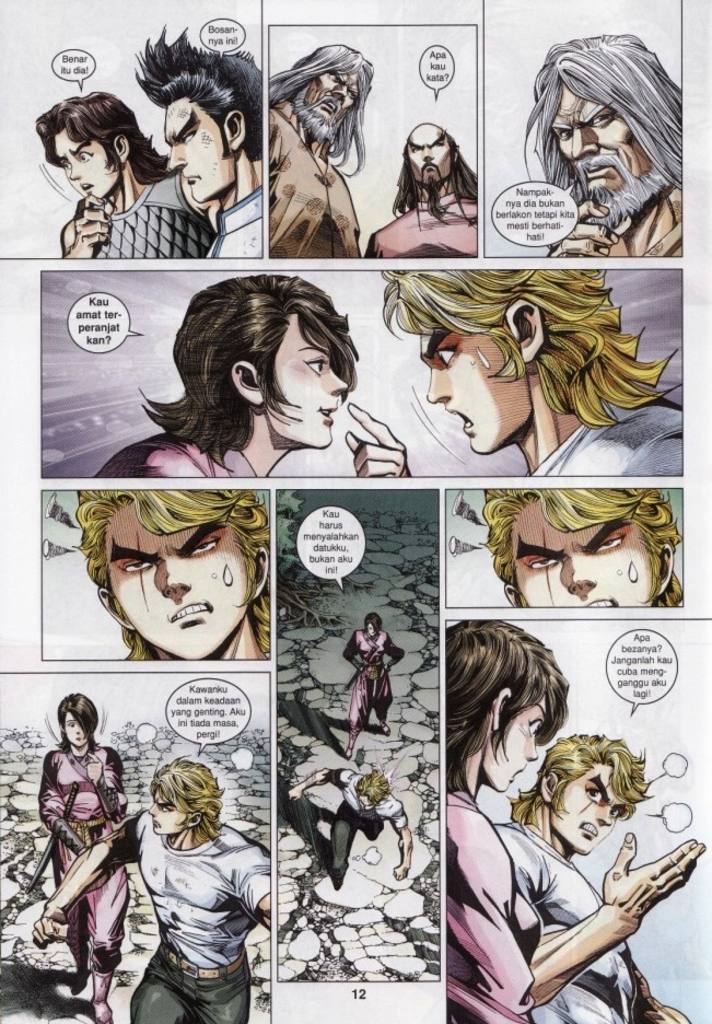 Benar
itu dia!
Bosan-
nya ini!
Apa
kau
kata?
Nampak-
nya dia bukan
berlakon tetapi kita
mesti berhati-
hati!
Kau
amat ter-
peranjat
kan?
Kau
harus
menyalahkan
datukku,
bukan aku
ini!
Apa
bezanya?
Janganlah kau
cuba meng-
ganggu aku
lagi!
Kawanku
dalam keadaan
yang genting. Aku
ini tiada masa,
pergi!
12